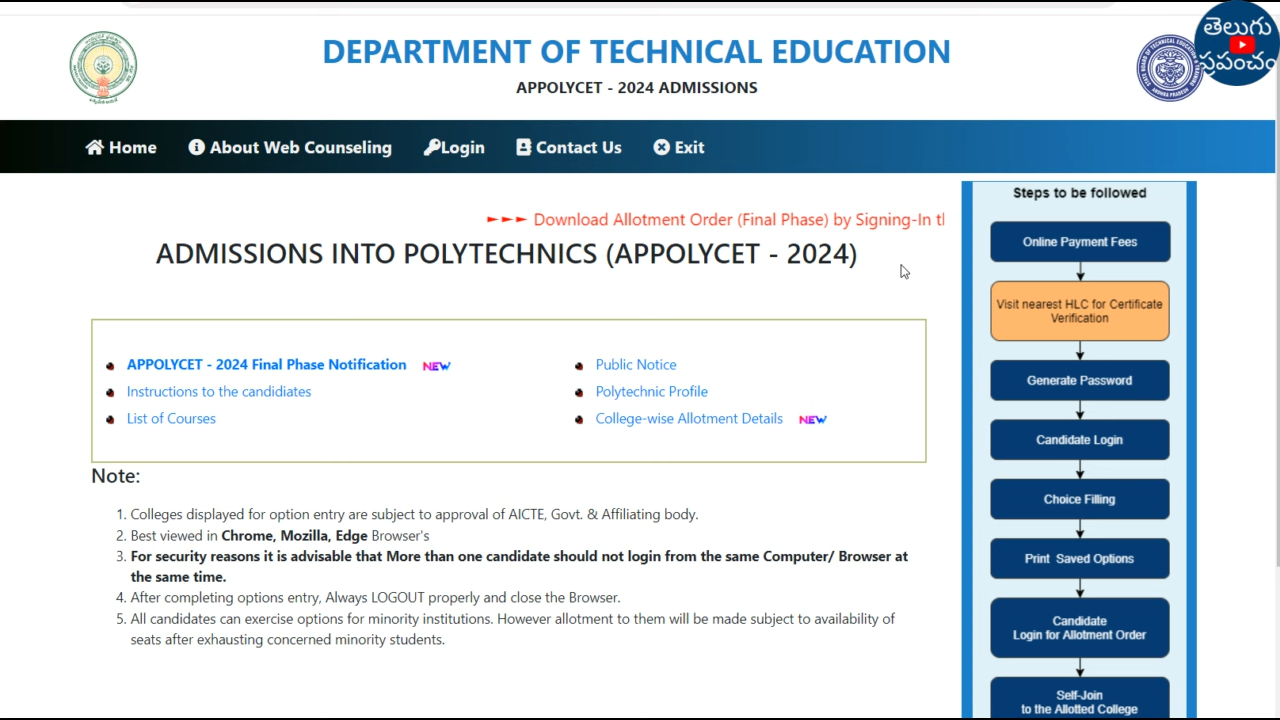 తెలుగు
ప్రపంచం
DEPARTMENT OF TECHNICAL EDUCATION
APPOLYCET - 2024 ADMISSIONS
Home About Web Counseling Login Contact Us Exit
Download Allotment Order (Final Phase) by Signing-In t
ADMISSIONS INTO POLYTECHNICS (APPOLYCET - 2024)
APPOLYCET - 2024 Final Phase Notification NEW
Instructions to the candidiates
List of Courses
Public Notice
Polytechnic Profile
College-wise Allotment Details NEW
Note:
1. Colleges displayed for option entry are subject to approval of AICTE, Govt. & Affiliating body.
2. Best viewed in Chrome, Mozilla, Edge Browser's
3. For security reasons it is advisable that More than one candidate should not login from the same Computer/ Browser at
the same time.
4. After completing options entry, Always LOGOUT properly and close the Browser.
5. All candidates can exercise options for minority institutions. However allotment to them will be made subject to availability of
seats after exhausting concerned minority students.
Steps to be followed
Online Payment Fees
Visit nearest HLC for Certificate
Verification
Generate Password
Candidate Login
Choice Filling
Print Saved Options
Candidate
Login for Allotment Order
Self-Join
to the Allotted College